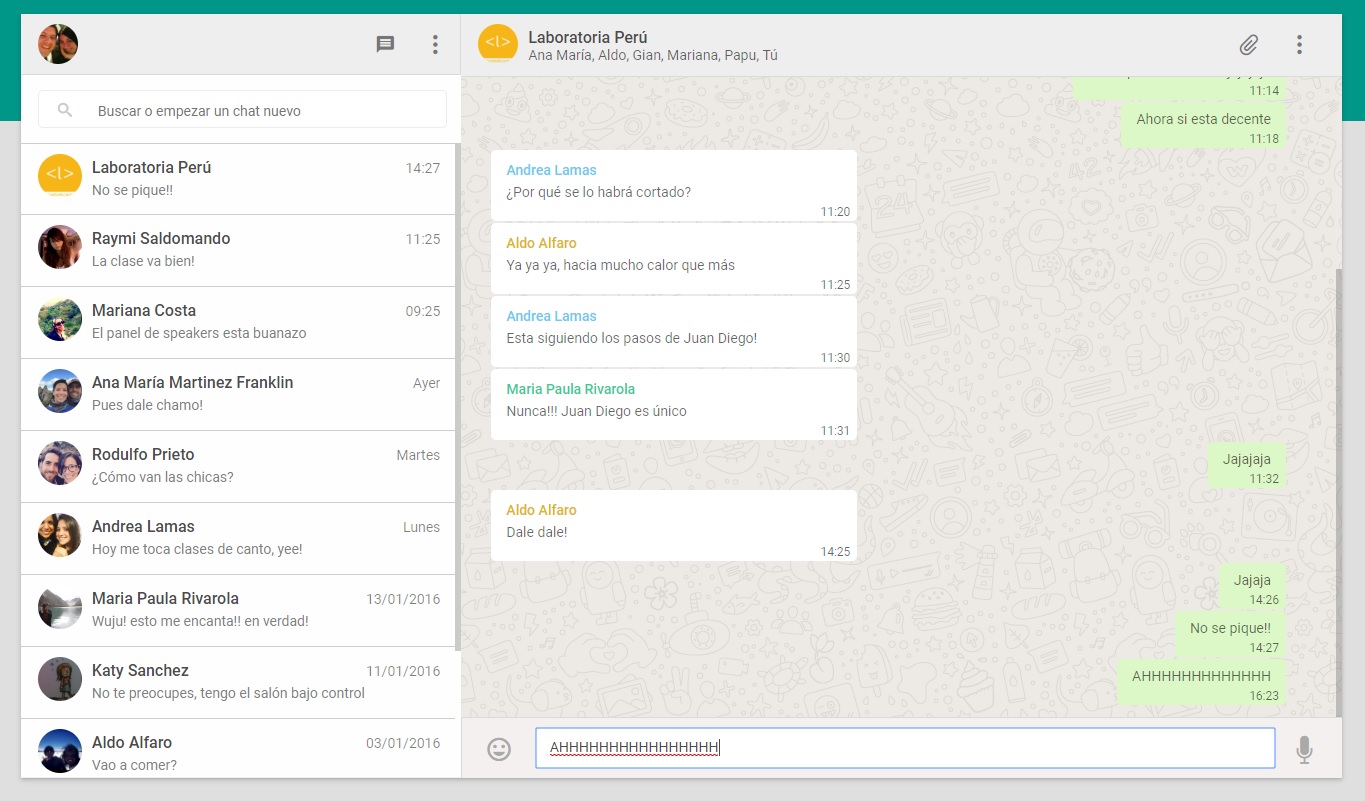 Buscar o empezar un chat nuevo
Laboratoria Perú 14:27
No se pique!!
Raymi Saldomando 11:25
La clase va bien!
Mariana Costa 09:25
El panel de speakers esta buanazo
Ana María Martinez Franklin Ayer
Pues dale chamo!
Rodulfo Prieto Martes
¿Cómo van las chicas?
Andrea Lamas Lunes
Hoy me toca clases de canto, yee!
Maria Paula Rivarola 13/01/2016
Wuju! esto me encanta!! en verdad!
Katy Sanchez 11/01/2016
No te preocupes, tengo el salón bajo control
Aldo Alfaro 03/01/2016
Vao a comer?
<l>
Laboratoria Perú
Ana María, Aldo, Gian, Mariana, Papu, Tú
11:14
Ahora si esta decente
11:18
Andrea Lamas
¿Por qué se lo habrá cortado?
11:20
Aldo Alfaro
Ya ya ya, hacia mucho calor que más
11:25
Andrea Lamas
Esta siguiendo los pasos de Juan Diego!
11:30
Maria Paula Rivarola
Nunca!!! Juan Diego es único
11:31
Jajajaja
11:32
Aldo Alfaro
Dale dale!
14:25
Jajaja
14:26
No se pique!!
14:27
AHHHHHHHHHHHHH
16:23
AHHHHHHHHHHHHHHHH